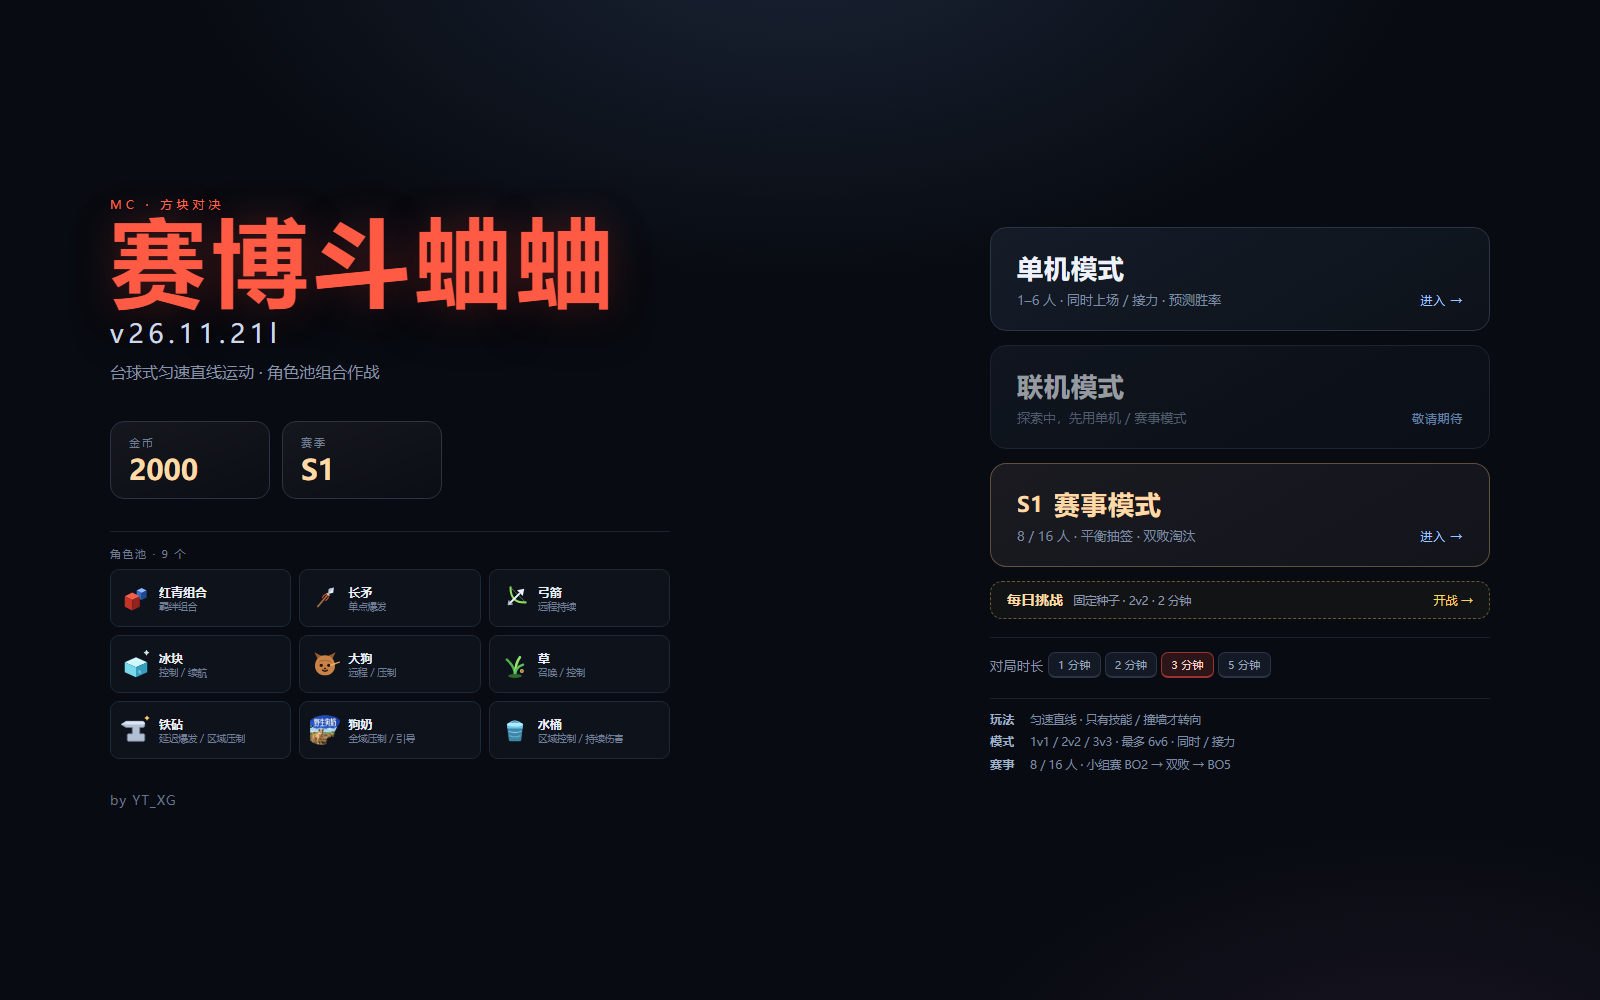 MC · 方块对决
赛博斗蛐蛐
v26.11.21l
台球式匀速直线运动 · 角色池组合作战
金币
2000
赛季
S1
角色池 · 9 个
红青组合
羁绊组合
长矛
单点爆发
弓箭
远程持续
冰块
控制 / 续航
大狗
远程 / 压制
草
召唤 / 控制
铁砧
延迟爆发 / 区域压制
狗奶
全域压制 / 引导
水桶
区域控制 / 持续伤害
by YT_XG
单机模式
1–6 人 · 同时上场 / 接力 · 预测胜率
进入 →
联机模式
探索中，先用单机 / 赛事模式
敬请期待
S1 赛事模式
8 / 16 人 · 平衡抽签 · 双败淘汰
进入 →
每日挑战 固定种子 · 2v2 · 2 分钟
开战 →
对局时长 1 分钟 2 分钟 3 分钟 5 分钟
玩法 匀速直线 · 只有技能 / 撞墙才转向
模式 1v1 / 2v2 / 3v3 · 最多 6v6 · 同时 / 接力
赛事 8 / 16 人 · 小组赛 BO2 → 双败 → BO5